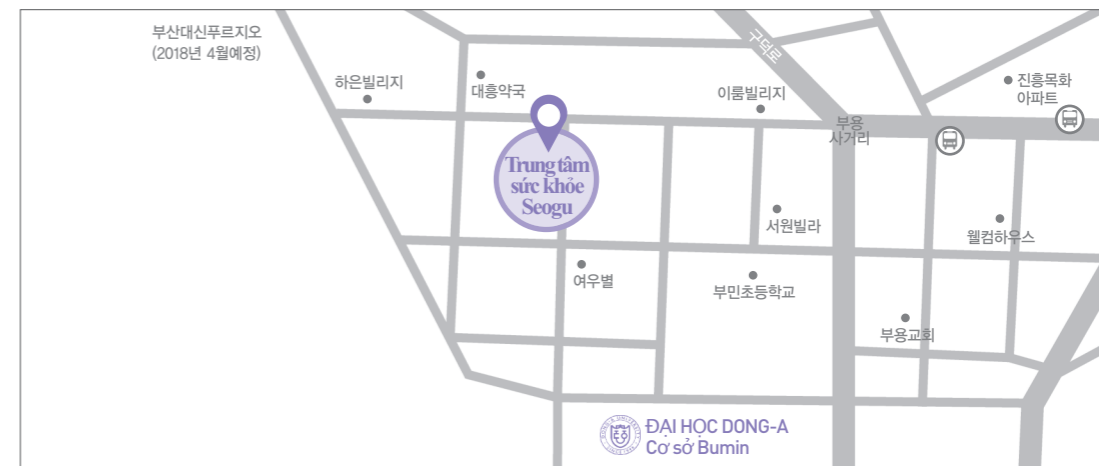 부산대신푸르지오
(2018년 4월예정)
구덕로
하은빌리지
대흥약국
이룸빌리지
진흥목화
아파트
부용
사거리
Trung tâm
sức khỏe
Seogu
서원빌라
웰컴하우스
여우별
부민초등학교
부용교회
ĐẠI HỌC DONG-A
Cơ sở Bumin